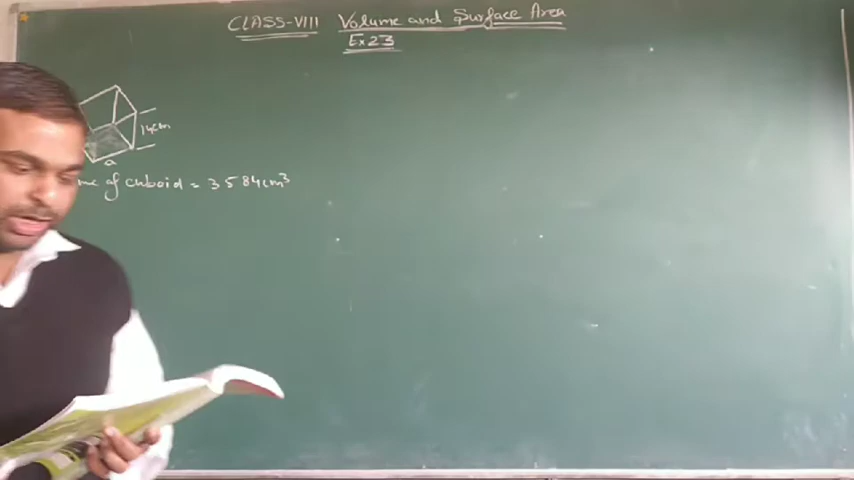 CLASS-VIII Volume and Surface Area
Ex 23
14cm
a
of cuboid = 3584cm³